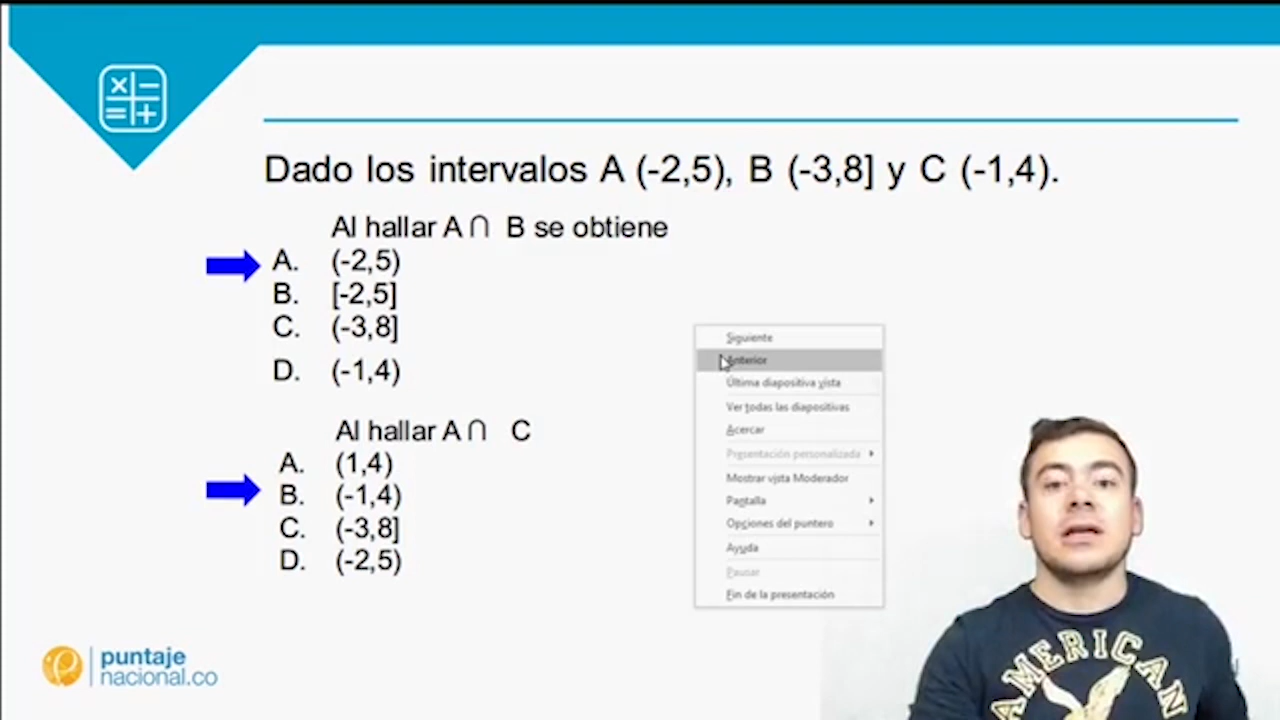 Dado los intervalos A (-2,5), B (-3,8] y C (-1,4).
Al hallar A ∩ B se obtiene
A. (-2,5)
B. [-2,5]
C. (-3,8]
D. (-1,4)
Al hallar A ∩ C
A. (1,4)
B. (-1,4)
C. (-3,8]
D. (-2,5)
Siguiente
Anterior
Última diapositiva vista
Ver todas las diapositivas
Acercar
Presentación personalizada
Mostrar vista Moderador
Pantalla
Opciones del puntero
Ayuda
Pausar
Fin de la presentación
AMERICAN
puntaje
nacional.co